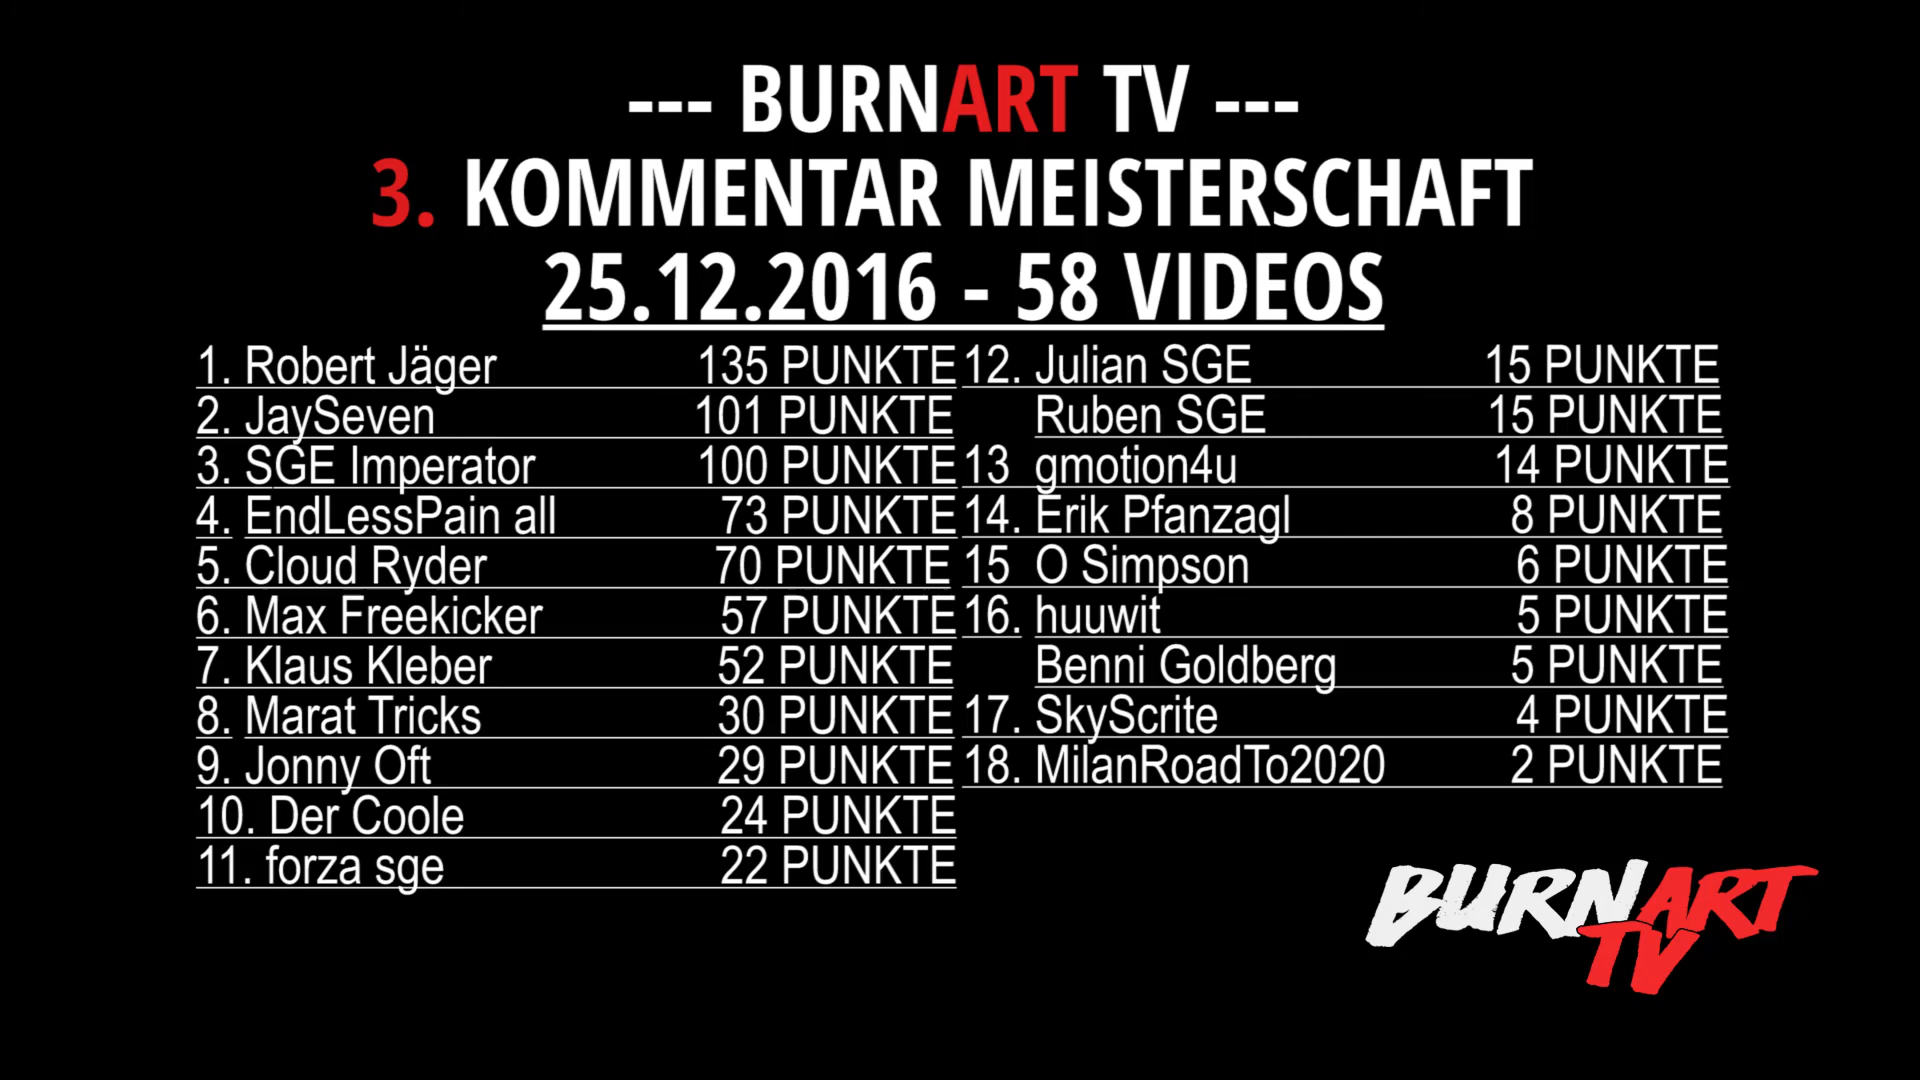 --- BURNART TV ---
3. KOMMENTAR MEISTERSCHAFT
25.12.2016 - 58 VIDEOS
1. Robert Jäger 135 PUNKTE
2. JaySeven 101 PUNKTE
3. SGE Imperator 100 PUNKTE
4. EndLessPain all 73 PUNKTE
5. Cloud Ryder 70 PUNKTE
6. Max Freekicker 57 PUNKTE
7. Klaus Kleber 52 PUNKTE
8. Marat Tricks 30 PUNKTE
9. Jonny Oft 29 PUNKTE
10. Der Coole 24 PUNKTE
11. forza sge 22 PUNKTE
12. Julian SGE 15 PUNKTE
Ruben SGE 15 PUNKTE
13 gmotion4u 14 PUNKTE
14. Erik Pfanzagl 8 PUNKTE
15 O Simpson 6 PUNKTE
16. huuwit 5 PUNKTE
Benni Goldberg 5 PUNKTE
17. SkyScrite 4 PUNKTE
18. MilanRoadTo2020 2 PUNKTE
BURNART
TV